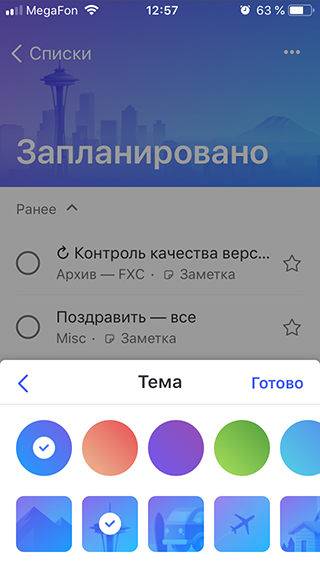 MegaFon 12:57 63 %
Списки
Запланировано
Ранее
Контроль качества верс...
Архив — FXC · Заметка
Поздравить — все
Misc · Заметка
Тема Готово